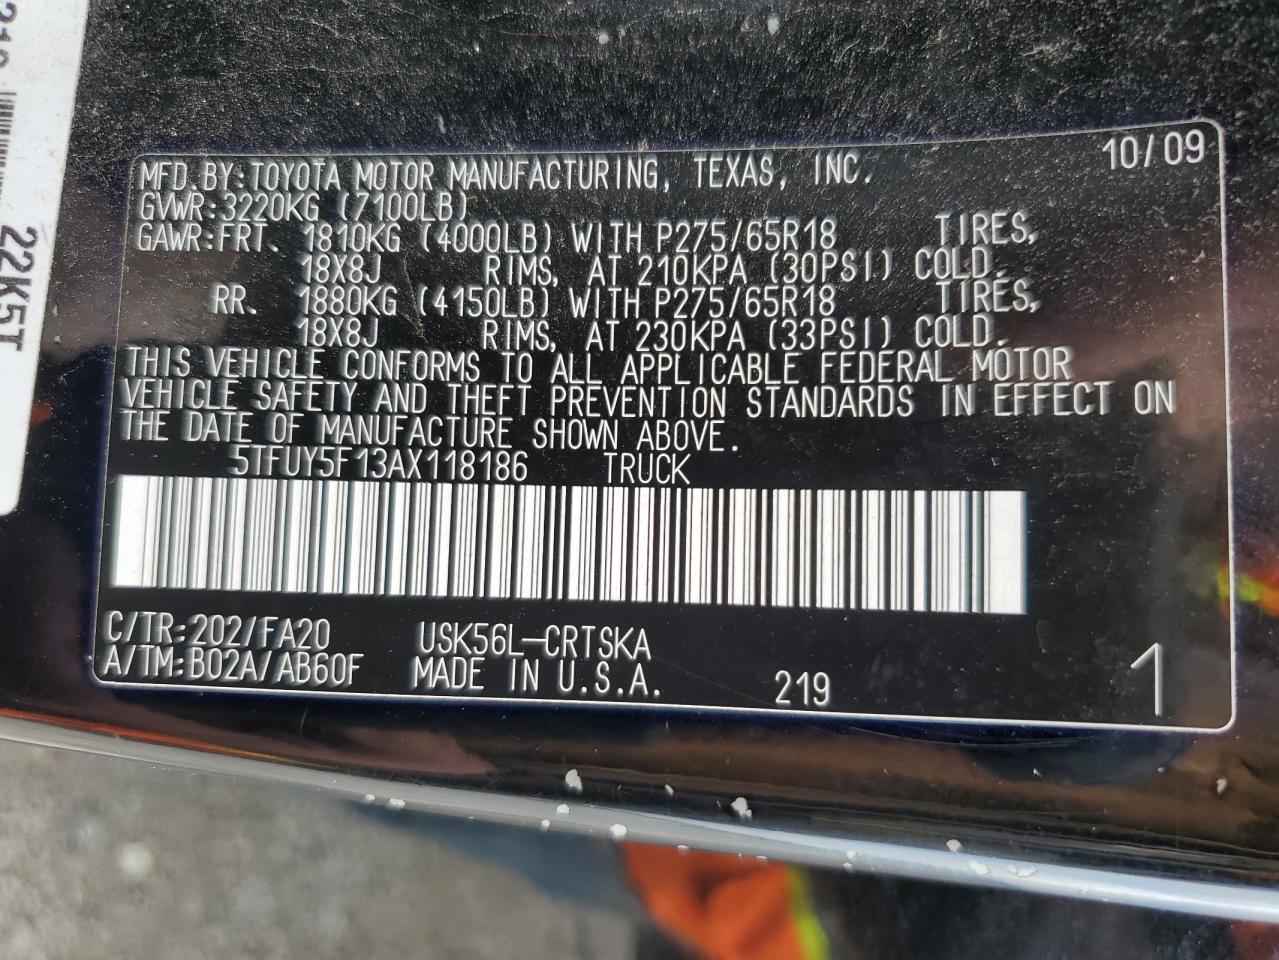 MFD.BY:TOYOTA MOTOR MANUFACTURING, TEXAS, INC. 10/09
GVWR:3220KG (7100LB)
GAWR:FRT. 1810KG (4000LB) WITH P275/65R18 TIRES,
18X8J RIMS, AT 210KPA (30PSI) COLD.
RR. 1880KG (4150LB) WITH P275/65R18 TIRES,
18X8J RIMS, AT 230KPA (33PSI) COLD.
THIS VEHICLE CONFORMS TO ALL APPLICABLE FEDERAL MOTOR
VEHICLE SAFETY AND THEFT PREVENTION STANDARDS IN EFFECT ON
THE DATE OF MANUFACTURE SHOWN ABOVE.
5TFUY5F13AX118186 TRUCK
C/TR:202/FA20 USK56L-CRTSKA
A/TM:B02A/AB60F MADE IN U.S.A. 219 1
22K5T